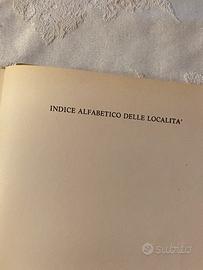 INDICE ALFABETICO DELLE LOCALITA'
subito